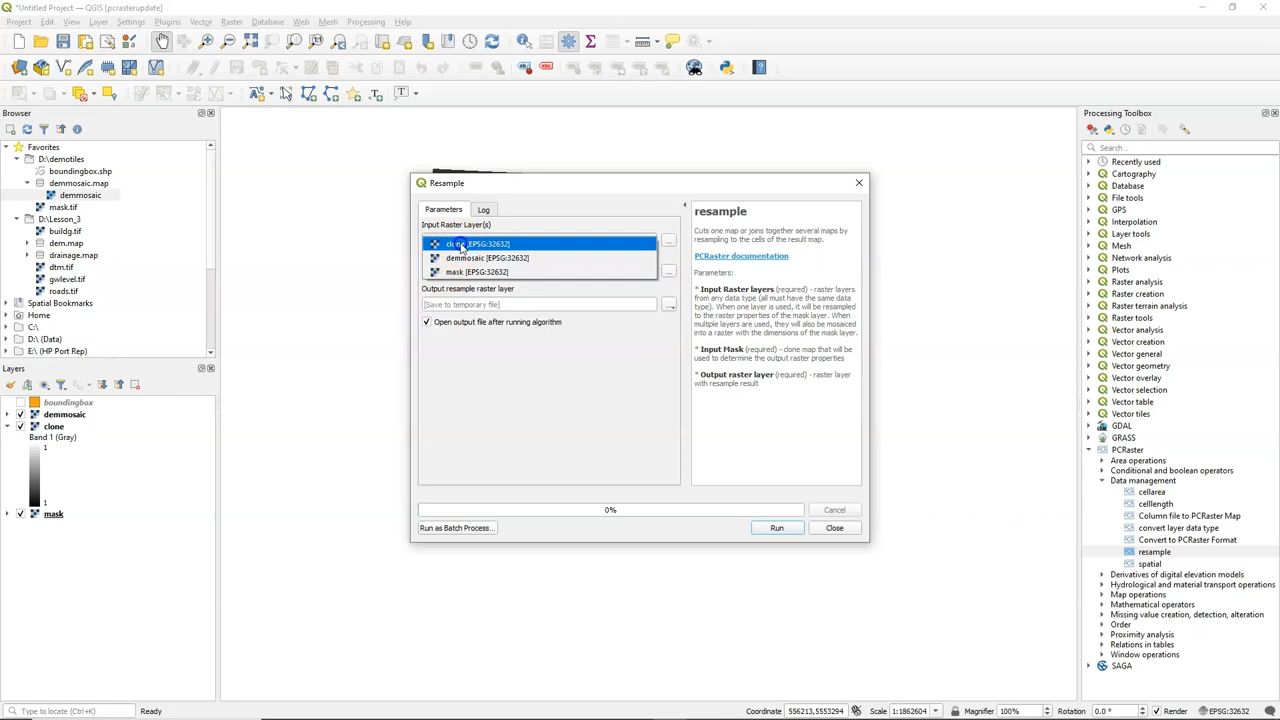 *Untitled Project — QGIS [pcrasterupdate]
Project Edit View Layer Settings Plugins Vector Raster Database Web Mesh Processing Help
Browser
Favorites
D:\demotiles
boundingbox.shp
demmosaic.map
demmosaic
mask.tif
D:\Lesson_3
buildg.tif
dem.map
drainage.map
dtm.tif
gwlevel.tif
roads.tif
Spatial Bookmarks
Home
C:\
D:\ (Data)
E:\ (HP Port Rep)
Layers
boundingbox
demmosaic
clone
Band 1 (Gray)
1
1
mask
Resample
Parameters Log
Input Raster Layer(s)
[EPSG:32632]
demmosaic [EPSG:32632]
mask [EPSG:32632]
Output resample raster layer
[Save to temporary file]
Open output file after running algorithm
resample
Cuts one map or joins together several maps by
resampling to the cells of the result map.
PCRaster documentation
Parameters:
* Input Raster layers (required) - raster layers
from any data type (all must have the same data
type). When one layer is used, it will be resampled
to the raster properties of the mask layer. When
multiple layers are used, they will also be mosaiced
into a raster with the dimensions of the mask layer.
* Input Mask (required) - clone map that will be
used to determine the output raster properties
* Output raster layer (required) - raster layer
with resample result
0%
Cancel
Run as Batch Process...
Run
Close
Processing Toolbox
Search...
Recently used
Cartography
Database
File tools
GPS
Interpolation
Layer tools
Mesh
Network analysis
Plots
Raster analysis
Raster creation
Raster terrain analysis
Raster tools
Vector analysis
Vector creation
Vector general
Vector geometry
Vector overlay
Vector selection
Vector table
Vector tiles
GDAL
GRASS
PCRaster
Area operations
Conditional and boolean operators
Data management
cellarea
celllength
Column file to PCRaster Map
convert layer data type
Convert to PCRaster Format
resample
spatial
Derivatives of digital elevation models
Hydrological and material transport operations
Map operations
Mathematical operators
Missing value creation, detection, alteration
Order
Proximity analysis
Relations in tables
Window operations
SAGA
Type to locate (Ctrl+K) Ready Coordinate 556213,5553294 Scale 1:1862604 Magnifier 100% Rotation 0.0 ° Render EPSG:32632